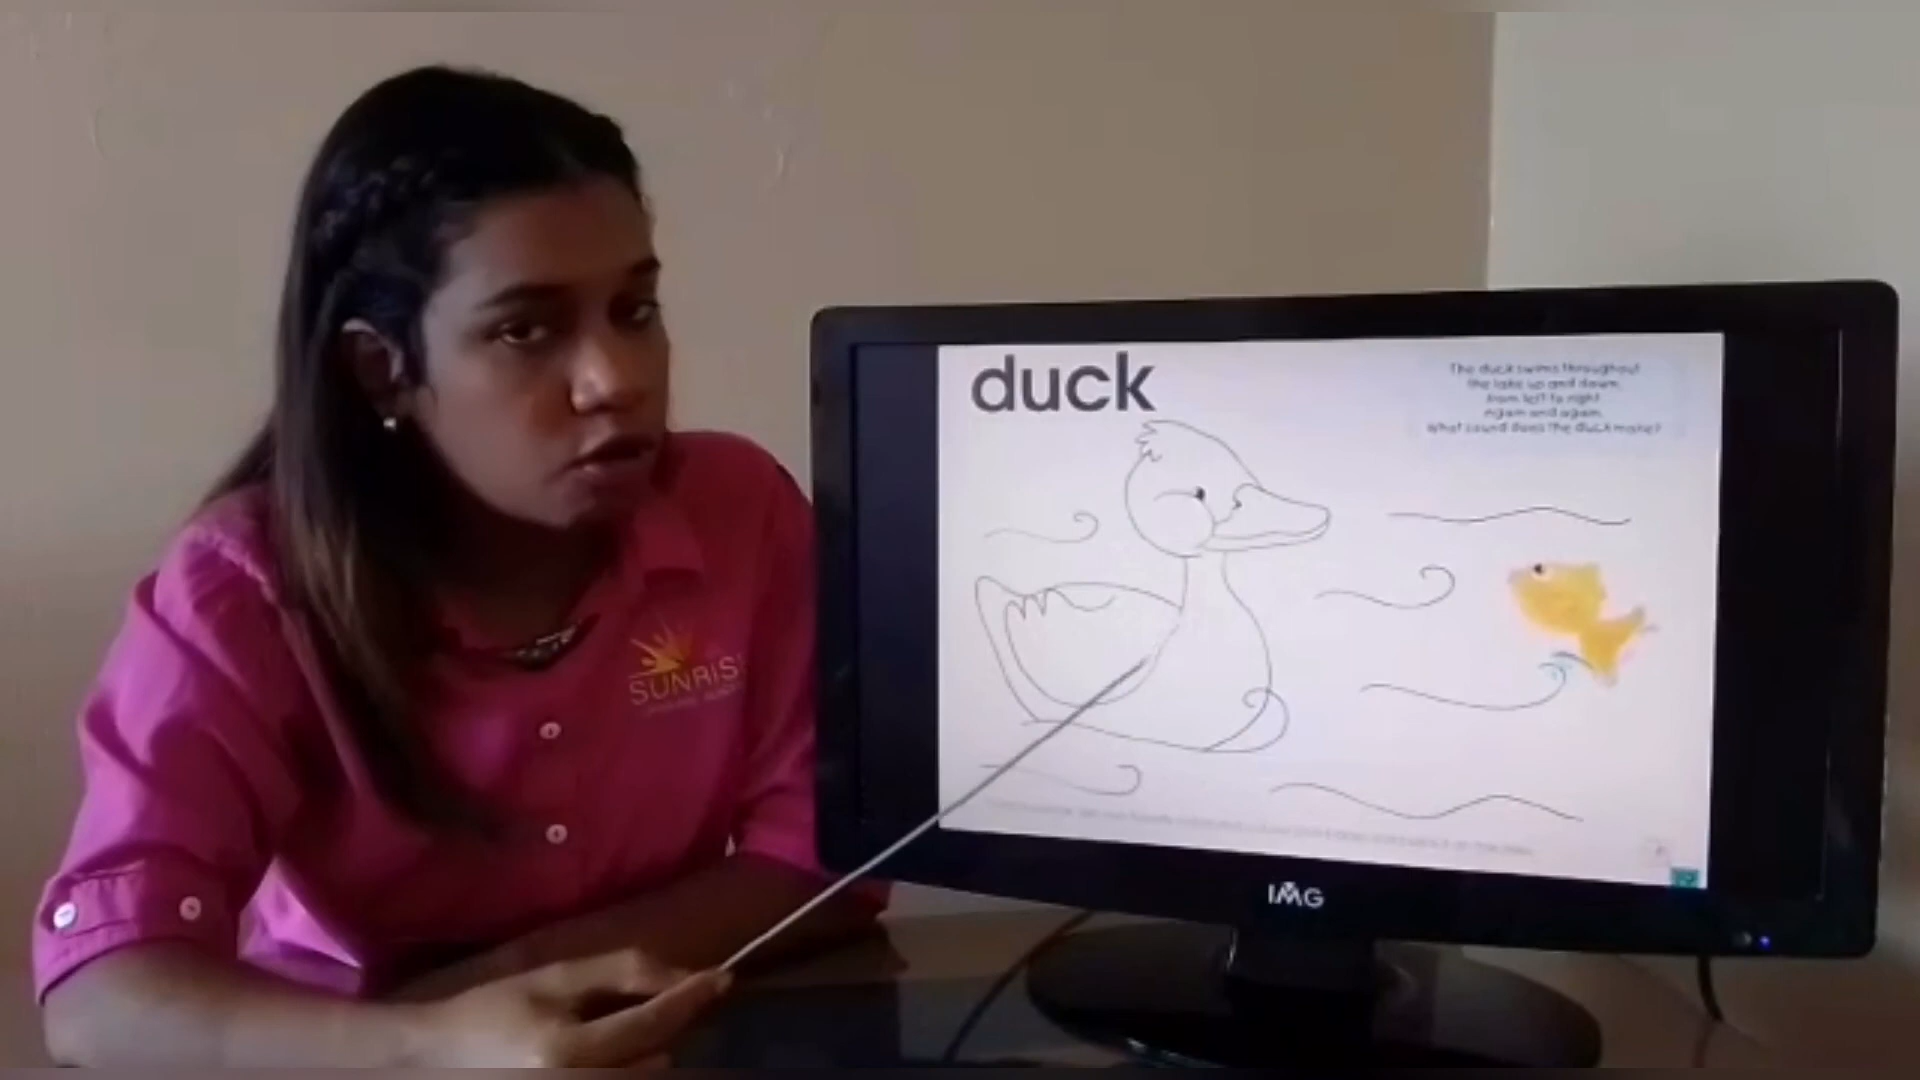 SUNRIS
duck
The duck swims throughout
the lake up and down,
from left to right
again and again.
What sound does the duck make?
IMG